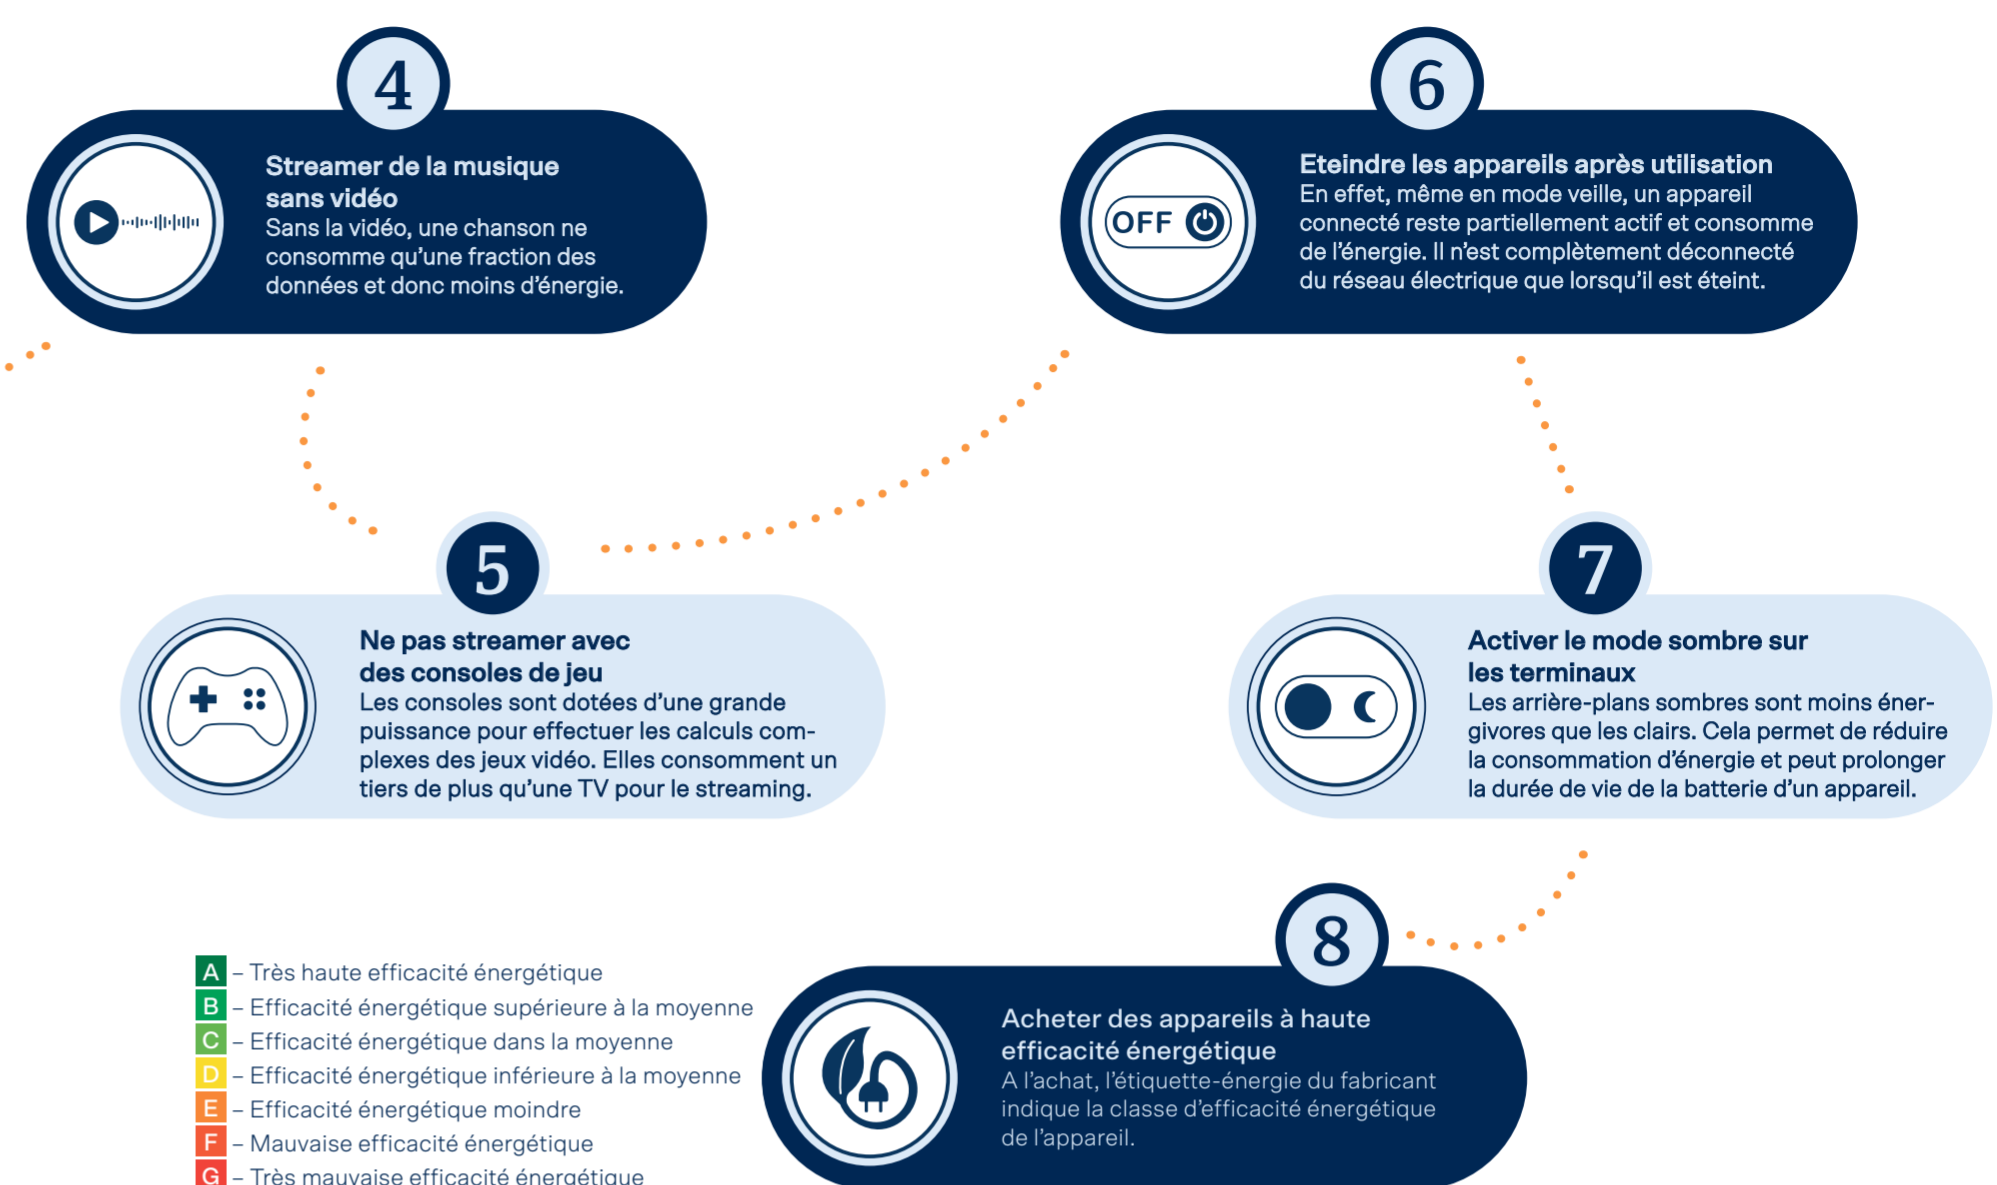 4
Streamer de la musique
sans vidéo
Sans la vidéo, une chanson ne
consomme qu'une fraction des
données et donc moins d'énergie.
5
Ne pas streamer avec
des consoles de jeu
Les consoles sont dotées d'une grande
puissance pour effectuer les calculs com-
plexes des jeux vidéo. Elles consomment un
tiers de plus qu'une TV pour le streaming.
6
OFF
Eteindre les appareils après utilisation
En effet, même en mode veille, un appareil
connecté reste partiellement actif et consomme
de l'énergie. Il n'est complètement déconnecté
du réseau électrique que lorsqu'il est éteint.
7
Activer le mode sombre sur
les terminaux
Les arrière-plans sombres sont moins éner-
givores que les clairs. Cela permet de réduire
la consommation d'énergie et peut prolonger
la durée de vie de la batterie d'un appareil.
8
Acheter des appareils à haute
efficacité énergétique
A l'achat, l'étiquette-énergie du fabricant
indique la classe d'efficacité énergétique
de l'appareil.
A – Très haute efficacité énergétique
B – Efficacité énergétique supérieure à la moyenne
C – Efficacité énergétique dans la moyenne
D – Efficacité énergétique inférieure à la moyenne
E – Efficacité énergétique moindre
F – Mauvaise efficacité énergétique
G – Très mauvaise efficacité énergétique